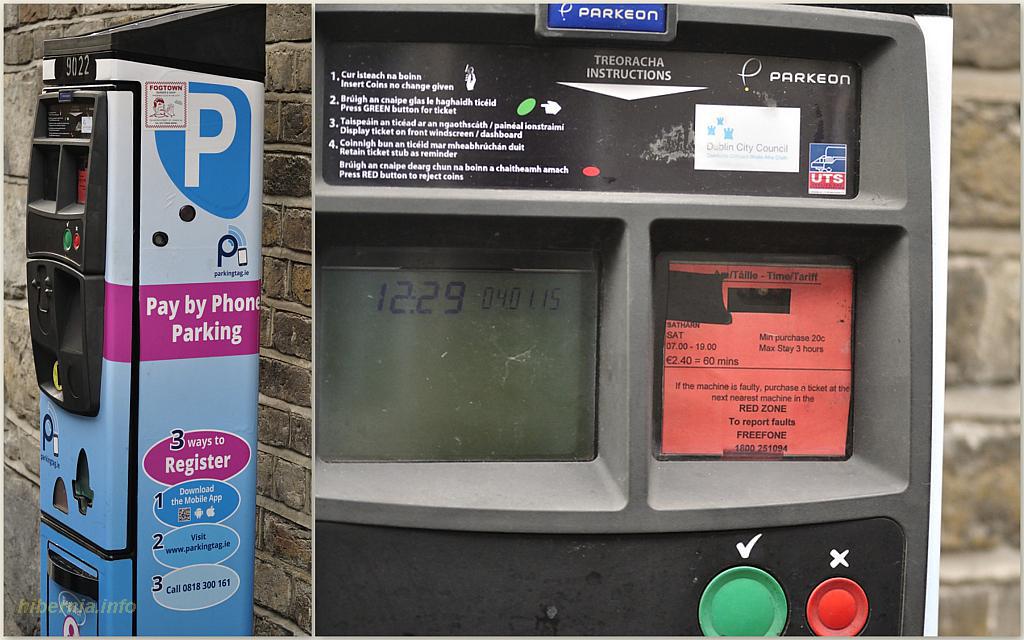 9022
FOGTOWN
P
parkingtag.ie
Pay by Phone
Parking
parkingtag.ie
3 ways to
Register
1 Download
the Mobile App
2 Visit
www.parkingtag.ie
3 Call 0818 300 161
hibernia.info
PARKEON
TREORACHA
INSTRUCTIONS
PARKEON
1. Cur isteach na boinn
Insert Coins no change given
2. Brúigh an cnaipe glas le haghaidh ticéid
Press GREEN button for ticket
3. Taispeáin an ticéad ar an ngaothscáth / painéal ionstraimí
Display ticket on front windscreen / dashboard
4. Coinnigh bun an ticéid mar mheabhrúchán duit
Retain ticket stub as reminder
Brúigh an cnaipe dearg chun na boinn a chaitheamh amach
Press RED button to reject coins
Dublin City Council
Comhairle Cathrach Bhaile Átha Cliath
UTS
12:29 04.01.15
Am/Táille - Time/Tariff
SATHARN
SAT
07.00 - 19.00
€2.40 = 60 mins
Min purchase 20c
Max Stay 3 hours
If the machine is faulty, purchase a ticket at the
next nearest machine in the
RED ZONE
To report faults
FREEFONE
1800 251094